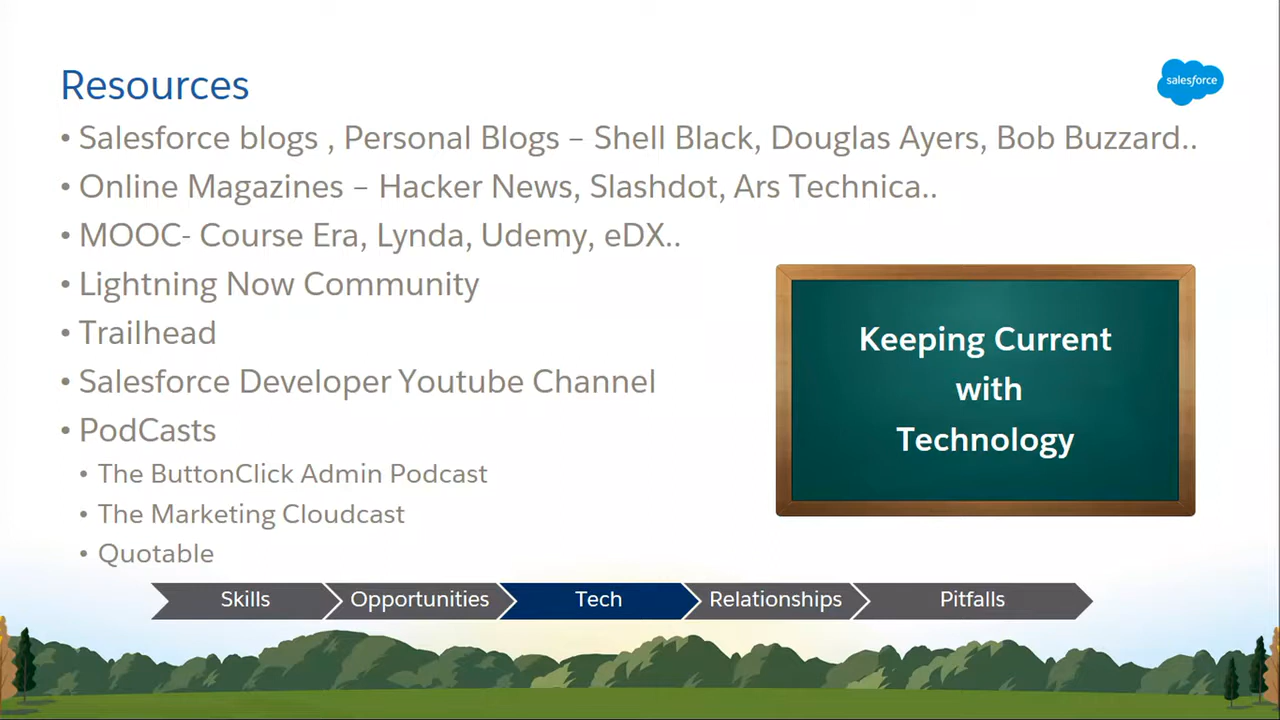 Resources
salesforce
• Salesforce blogs , Personal Blogs – Shell Black, Douglas Ayers, Bob Buzzard..
• Online Magazines – Hacker News, Slashdot, Ars Technica..
• MOOC- Course Era, Lynda, Udemy, eDX..
• Lightning Now Community
• Trailhead
• Salesforce Developer Youtube Channel
• PodCasts
• The ButtonClick Admin Podcast
• The Marketing Cloudcast
• Quotable
Keeping Current
with
Technology
Skills Opportunities Tech Relationships Pitfalls